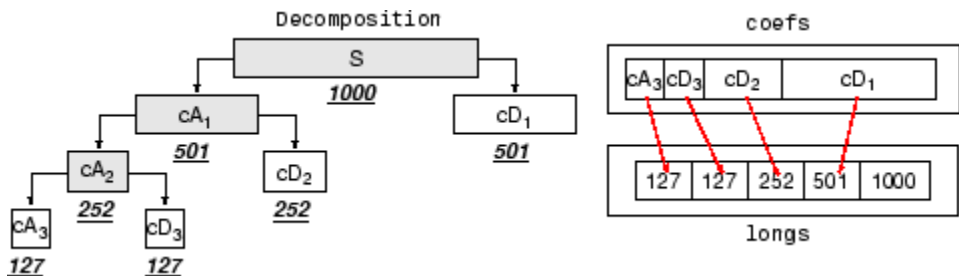 Decomposition
S
1000
cA₁
501
cD₁
501
cA₂
252
cD₂
252
cA₃
127
cD₃
127
coefs
cA₃ cD₃ cD₂ cD₁
127 127 252 501 1000
longs